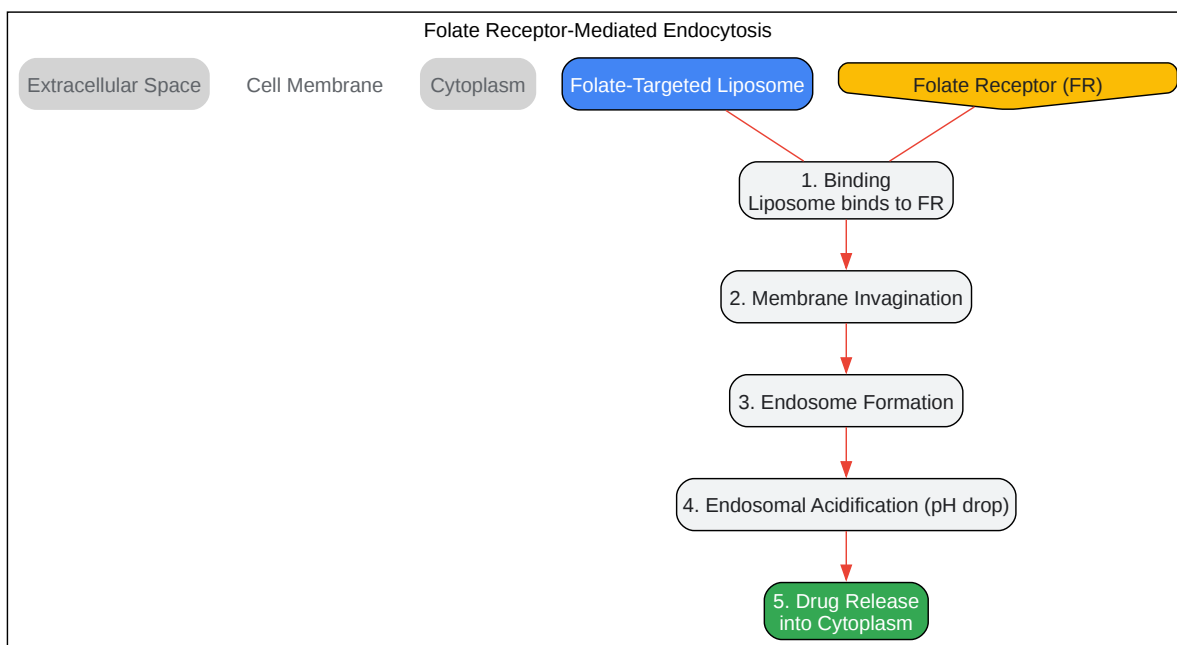 Folate Receptor-Mediated Endocytosis
Extracellular Space
Cell Membrane
Cytoplasm
Folate-Targeted Liposome
Folate Receptor (FR)
1. Binding
Liposome binds to FR
2. Membrane Invagination
3. Endosome Formation
4. Endosomal Acidification (pH drop)
5. Drug Release
into Cytoplasm